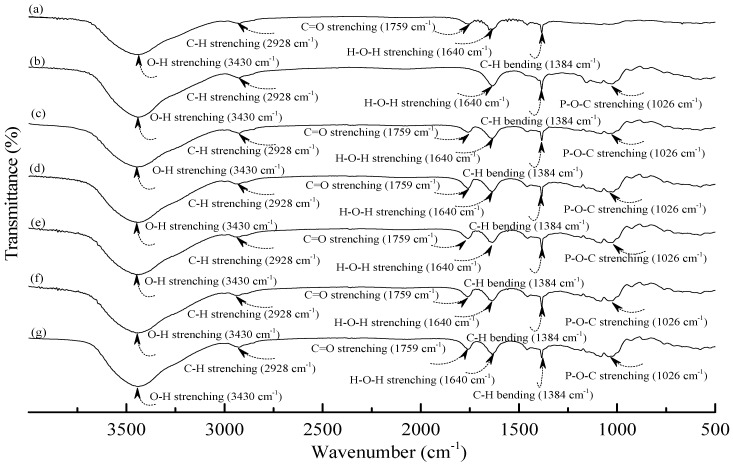 (a)
C=O strenching (1759 cm-1)
C-H strenching (2928 cm-1)
H-O-H strenching (1640 cm-1)
O-H strenching (3430 cm-1)
C-H bending (1384 cm-1)
(b)
C-H strenching (2928 cm-1)
H-O-H strenching (1640 cm-1)
P-O-C strenching (1026 cm-1)
O-H strenching (3430 cm-1)
C-H bending (1384 cm-1)
(c)
C=O strenching (1759 cm-1)
C-H strenching (2928 cm-1)
P-O-C strenching (1026 cm-1)
H-O-H strenching (1640 cm-1)
O-H strenching (3430 cm-1)
C-H bending (1384 cm-1)
(d)
C=O strenching (1759 cm-1)
C-H strenching (2928 cm-1)
H-O-H strenching (1640 cm-1)
P-O-C strenching (1026 cm-1)
O-H strenching (3430 cm-1)
C-H bending (1384 cm-1)
(e)
C=O strenching (1759 cm-1)
C-H strenching (2928 cm-1)
P-O-C strenching (1026 cm-1)
H-O-H strenching (1640 cm-1)
O-H strenching (3430 cm-1)
C-H bending (1384 cm-1)
(f)
C=O strenching (1759 cm-1)
C-H strenching (2928 cm-1)
H-O-H strenching (1640 cm-1)
P-O-C strenching (1026 cm-1)
O-H strenching (3430 cm-1)
C-H bending (1384 cm-1)
(g)
C=O strenching (1759 cm-1)
C-H strenching (2928 cm-1)
P-O-C strenching (1026 cm-1)
H-O-H strenching (1640 cm-1)
O-H strenching (3430 cm-1)
C-H bending (1384 cm-1)
Transmittance (%)
3500 3000 2500 2000 1500 1000 500
Wavenumber (cm-1)